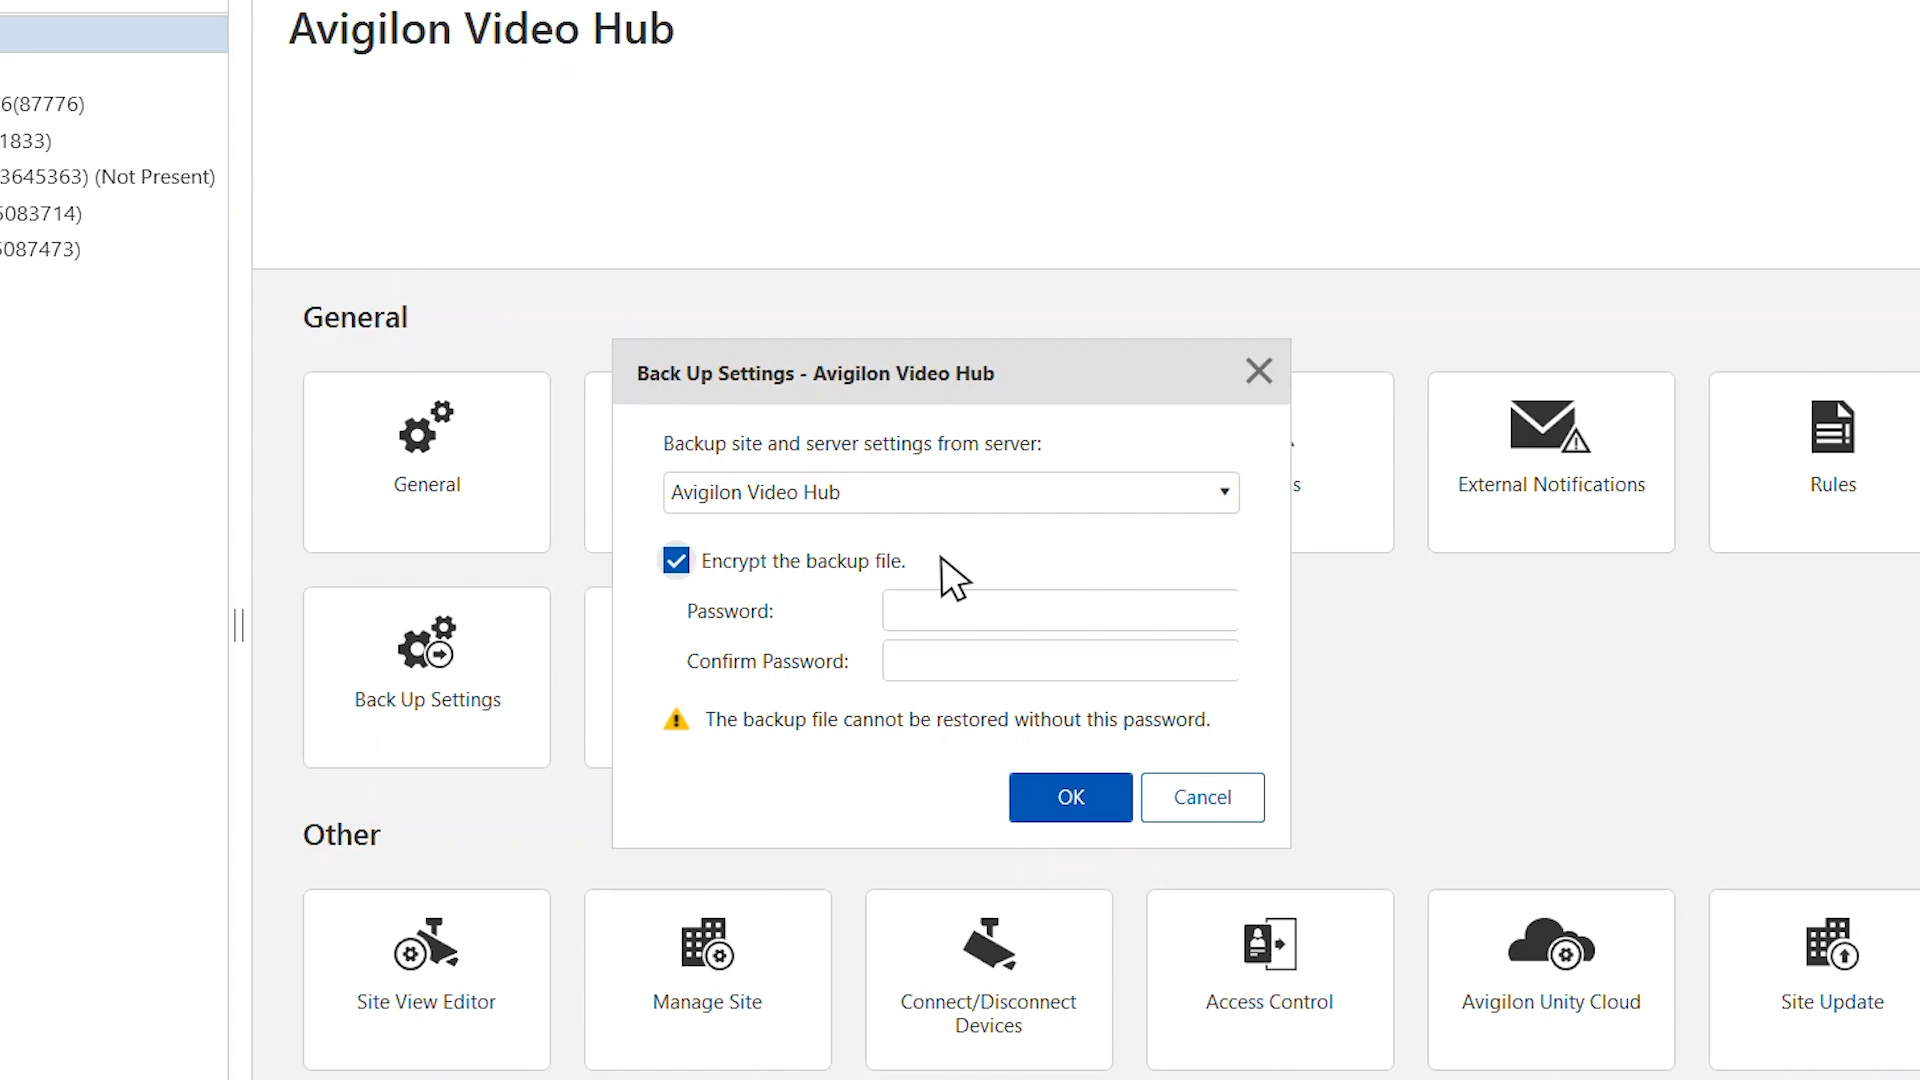 Avigilon Video Hub
6(87776)
1833)
3645363) (Not Present)
5083714)
5087473)
General
Back Up Settings - Avigilon Video Hub
Backup site and server settings from server:
Avigilon Video Hub
Encrypt the backup file.
Password:
Confirm Password:
The backup file cannot be restored without this password.
OK
Cancel
General
s
External Notifications
Rules
Back Up Settings
Other
Site View Editor
Manage Site
Connect/Disconnect
Devices
Access Control
Avigilon Unity Cloud
Site Update